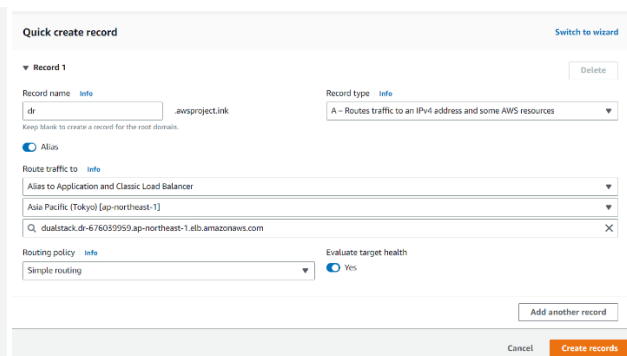 Quick create record
Switch to wizard
▼ Record 1
Delete
Record name Info
Record type Info
dr
.awsproject.ink
A – Routes traffic to an IPv4 address and some AWS resources
Keep blank to create a record for the root domain.
Alias
Route traffic to Info
Alias to Application and Classic Load Balancer
Asia Pacific (Tokyo) [ap-northeast-1]
dualstack.dr-676039959.ap-northeast-1.elb.amazonaws.com
Routing policy Info
Evaluate target health
Simple routing
Yes
Add another record
Cancel
Create records